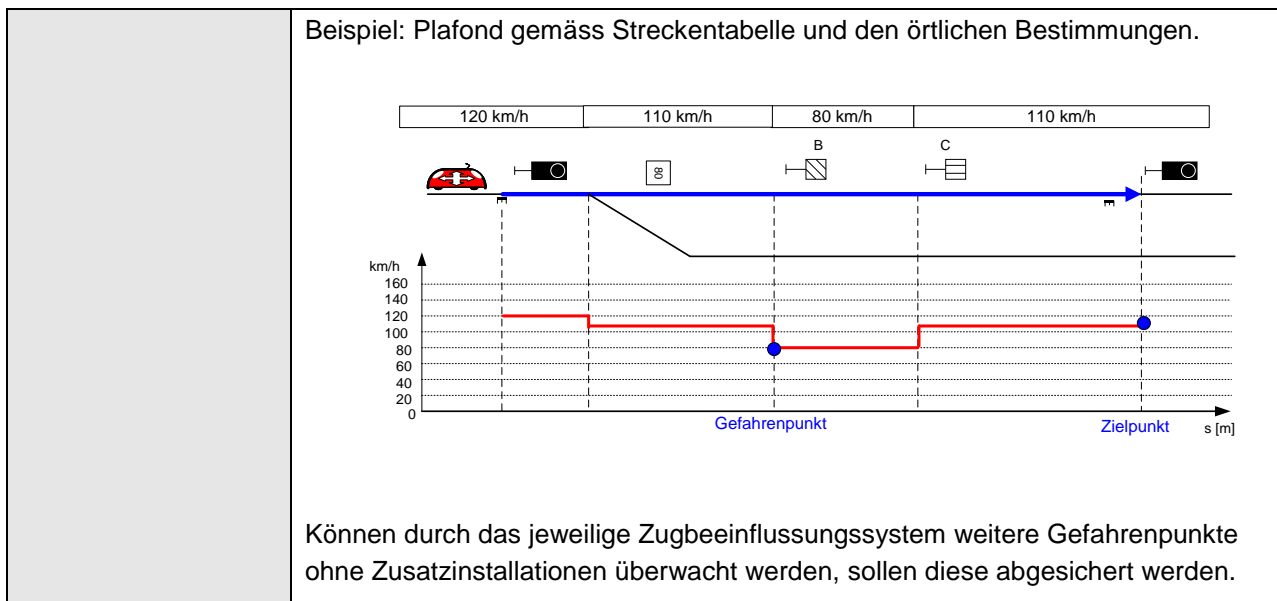 Beispiel: Plafond gemäss Streckentabelle und den örtlichen Bestimmungen.
120 km/h 110 km/h 80 km/h 110 km/h
B C
80
E E
km/h
160
140
120
100
80
60
40
20
0
Gefahrenpunkt Zielpunkt s [m]
Können durch das jeweilige Zugbeeinflussungssystem weitere Gefahrenpunkte
ohne Zusatzinstallationen überwacht werden, sollen diese abgesichert werden.